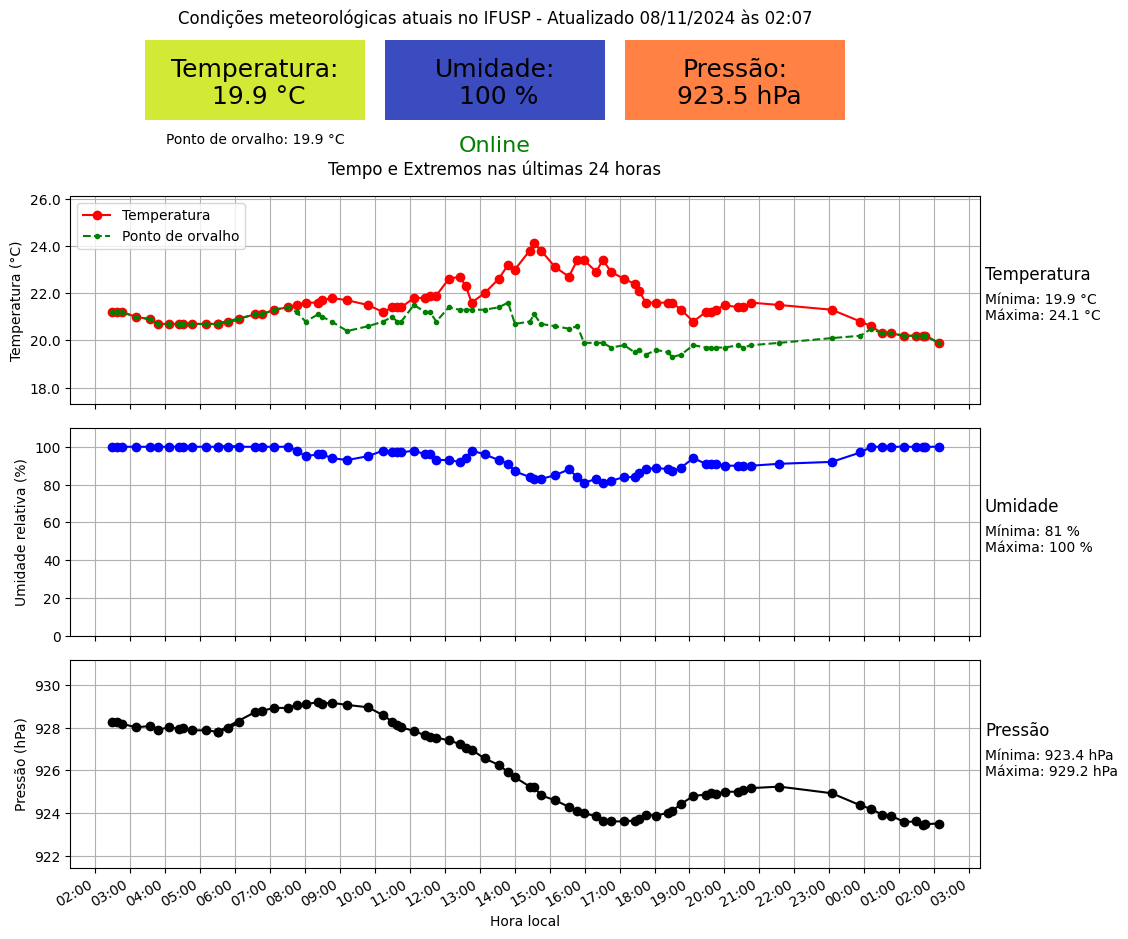 Condições meteorológicas atuais no IFUSP - Atualizado 08/11/2024 às 02:07
Temperatura:
19.9 °C
Umidade:
100 %
Pressão:
923.5 hPa
Ponto de orvalho: 19.9 °C
Online
Tempo e Extremos nas últimas 24 horas
Temperatura (°C)
26.0
24.0
22.0
20.0
18.0
Temperatura
Ponto de orvalho
Temperatura
Mínima: 19.9 °C
Máxima: 24.1 °C
Umidade relativa (%)
100
80
60
40
20
0
Umidade
Mínima: 81 %
Máxima: 100 %
Pressão (hPa)
930
928
926
924
922
Pressão
Mínima: 923.4 hPa
Máxima: 929.2 hPa
02:00 03:00 04:00 05:00 06:00 07:00 08:00 09:00 10:00 11:00 12:00 13:00 14:00 15:00 16:00 17:00 18:00 19:00 20:00 21:00 22:00 23:00 00:00 01:00 02:00 03:00
Hora local